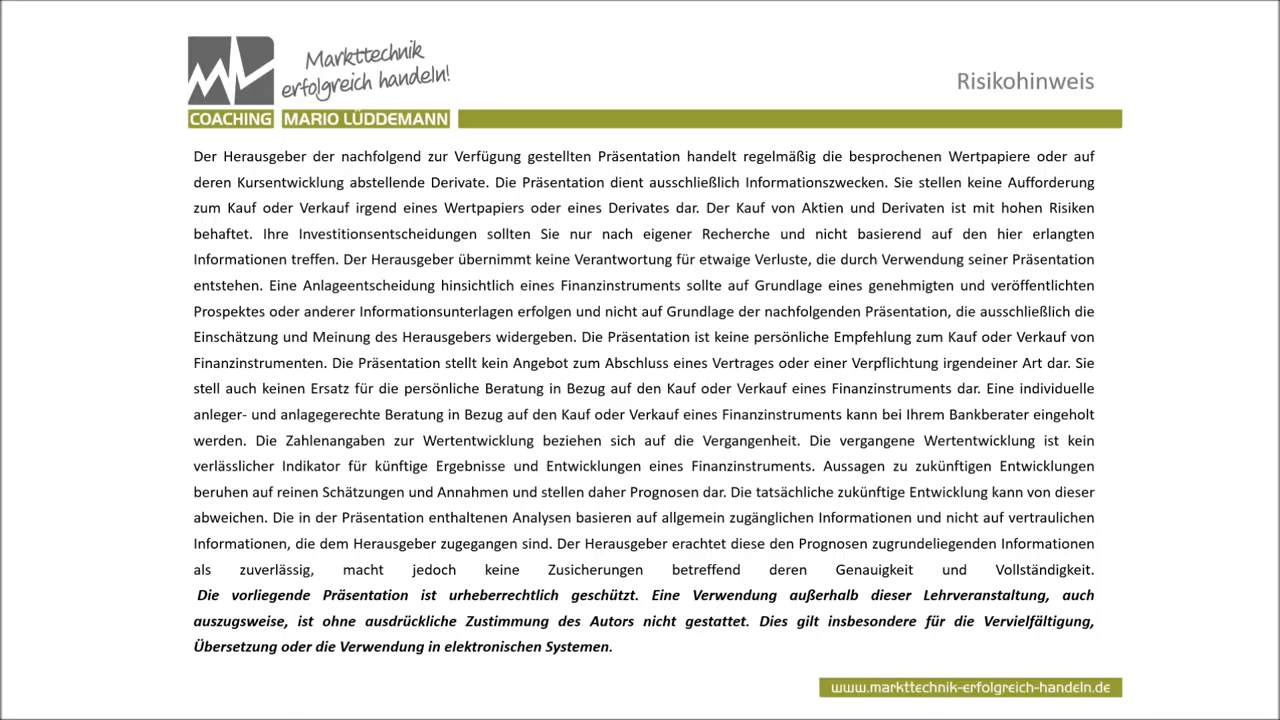 Markttechnik
erfolgreich handeln!
Risikohinweis
COACHING MARIO LÜDDEMANN
Der Herausgeber der nachfolgend zur Verfügung gestellten Präsentation handelt regelmäßig die besprochenen Wertpapiere oder auf
deren Kursentwicklung abstellende Derivate. Die Präsentation dient ausschließlich Informationszwecken. Sie stellen keine Aufforderung
zum Kauf oder Verkauf irgend eines Wertpapiers oder eines Derivates dar. Der Kauf von Aktien und Derivaten ist mit hohen Risiken
behaftet. Ihre Investitionsentscheidungen sollten Sie nur nach eigener Recherche und nicht basierend auf den hier erlangten
Informationen treffen. Der Herausgeber übernimmt keine Verantwortung für etwaige Verluste, die durch Verwendung seiner Präsentation
entstehen. Eine Anlageentscheidung hinsichtlich eines Finanzinstruments sollte auf Grundlage eines genehmigten und veröffentlichten
Prospektes oder anderer Informationsunterlagen erfolgen und nicht auf Grundlage der nachfolgenden Präsentation, die ausschließlich die
Einschätzung und Meinung des Herausgebers widergeben. Die Präsentation ist keine persönliche Empfehlung zum Kauf oder Verkauf von
Finanzinstrumenten. Die Präsentation stellt kein Angebot zum Abschluss eines Vertrages oder einer Verpflichtung irgendeiner Art dar. Sie
stell auch keinen Ersatz für die persönliche Beratung in Bezug auf den Kauf oder Verkauf eines Finanzinstruments dar. Eine individuelle
anleger- und anlagegerechte Beratung in Bezug auf den Kauf oder Verkauf eines Finanzinstruments kann bei Ihrem Bankberater eingeholt
werden. Die Zahlenangaben zur Wertentwicklung beziehen sich auf die Vergangenheit. Die vergangene Wertentwicklung ist kein
verlässlicher Indikator für künftige Ergebnisse und Entwicklungen eines Finanzinstruments. Aussagen zu zukünftigen Entwicklungen
beruhen auf reinen Schätzungen und Annahmen und stellen daher Prognosen dar. Die tatsächliche zukünftige Entwicklung kann von dieser
abweichen. Die in der Präsentation enthaltenen Analysen basieren auf allgemein zugänglichen Informationen und nicht auf vertraulichen
Informationen, die dem Herausgeber zugegangen sind. Der Herausgeber erachtet diese den Prognosen zugrundeliegenden Informationen
als zuverlässig, macht jedoch keine Zusicherungen betreffend deren Genauigkeit und Vollständigkeit.
Die vorliegende Präsentation ist urheberrechtlich geschützt. Eine Verwendung außerhalb dieser Lehrveranstaltung, auch
auszugsweise, ist ohne ausdrückliche Zustimmung des Autors nicht gestattet. Dies gilt insbesondere für die Vervielfältigung,
Übersetzung oder die Verwendung in elektronischen Systemen.
www.markttechnik-erfolgreich-handeln.de